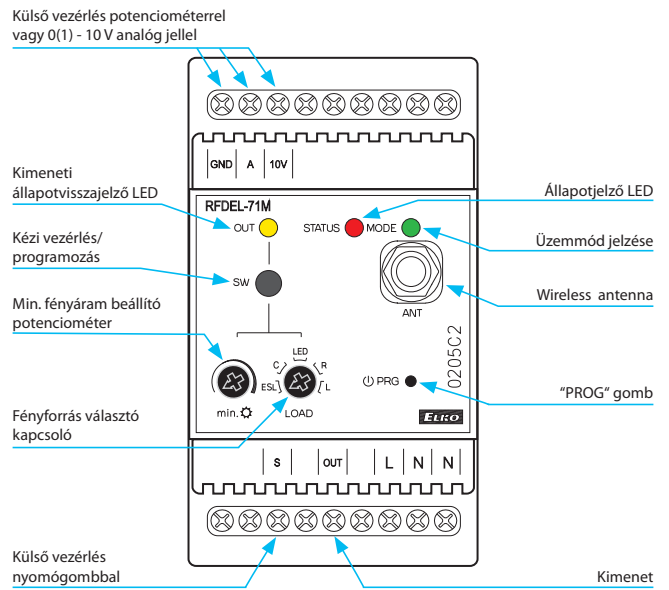 Külső vezérlés potenciométerrel
vagy 0(1) - 10 V analóg jellel
GND A 10V
Kimeneti
állapotvisszajelző LED
RFDEL-71M
Állapotjelző LED
OUT STATUS MODE
Kézi vezérlés/
programozás
Üzemmód jelzése
SW
Wireless antenna
ANT
Min. fényáram beállító
potenciométer
LED
C R
ESL L
PRG
0205C2
"PROG" gomb
min. LOAD
Fényforrás választó
kapcsoló
ELKO
S OUT L N N
Külső vezérlés
nyomógombbal
Kimenet